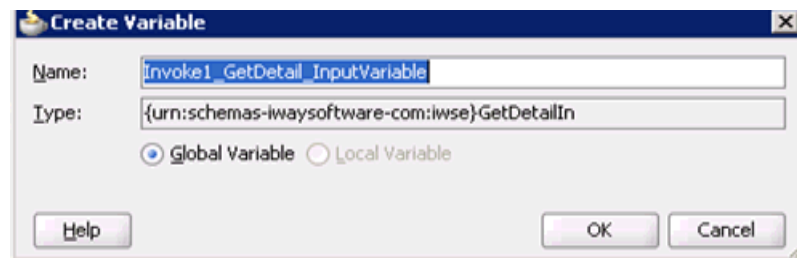 Create Variable
Name: Invoke1_GetDetail_InputVariable
Type: {urn:schemas-iwaysoftware-com:iwse}GetDetailIn
Global Variable Local Variable
Help OK Cancel